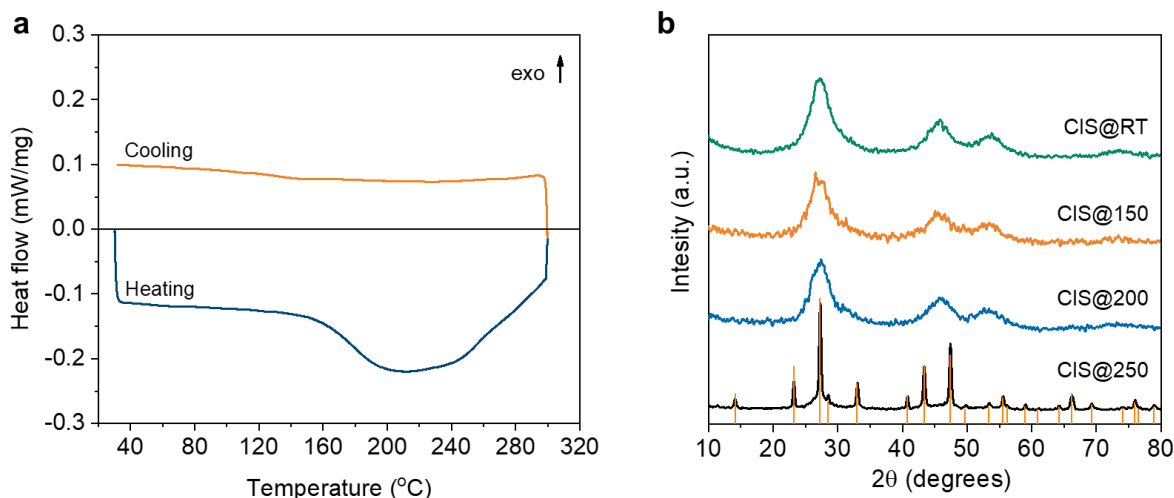 a
0.3
0.2
0.1
0.0
-0.1
-0.2
-0.3
Heat flow (mW/mg)
exo
Cooling
Heating
40 80 120 160 200 240 280 320
Temperature (°C)
b
Intesity (a.u.)
CIS@RT
CIS@150
CIS@200
CIS@250
10 20 30 40 50 60 70 80
2θ (degrees)